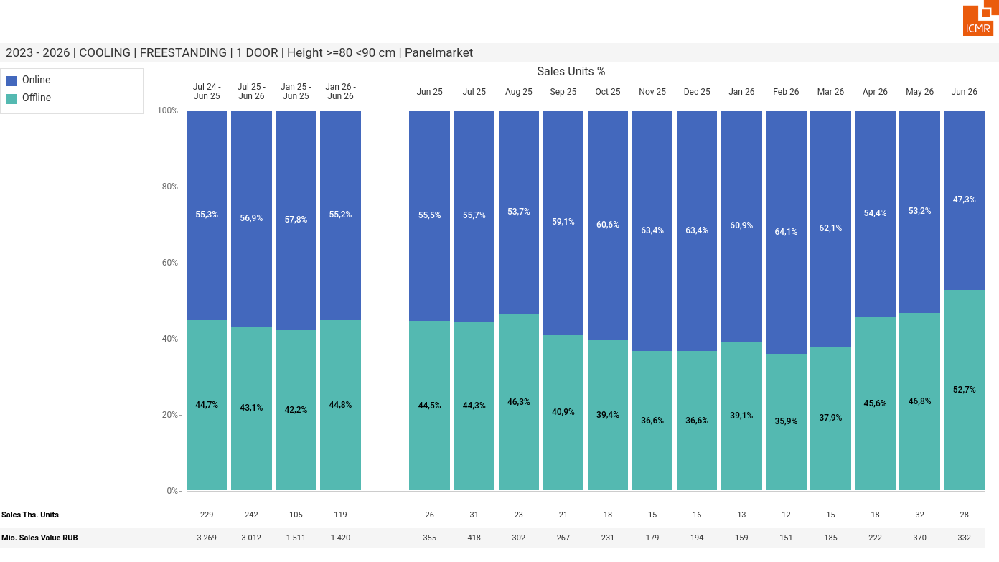 ICMR
2023 - 2026 | COOLING | FREESTANDING | 1 DOOR | Height >=80 <90 cm | Panelmarket
Online
Offline
Sales Units %
Jul 24 - Jun 25 Jul 25 - Jun 26 Jan 25 - Jun 25 Jan 26 - Jun 26 – Jun 25 Jul 25 Aug 25 Sep 25 Oct 25 Nov 25 Dec 25 Jan 26 Feb 26 Mar 26 Apr 26 May 26 Jun 26
100%
80%
60%
40%
20%
0%
55,3% 56,9% 57,8% 55,2% 55,5% 55,7% 53,7% 59,1% 60,6% 63,4% 63,4% 60,9% 64,1% 62,1% 54,4% 53,2% 47,3%
44,7% 43,1% 42,2% 44,8% 44,5% 44,3% 46,3% 40,9% 39,4% 36,6% 36,6% 39,1% 35,9% 37,9% 45,6% 46,8% 52,7%
Sales Ths. Units 229 242 105 119 - 26 31 23 21 18 15 16 13 12 15 18 32 28
Mio. Sales Value RUB 3 269 3 012 1 511 1 420 - 355 418 302 267 231 179 194 159 151 185 222 370 332